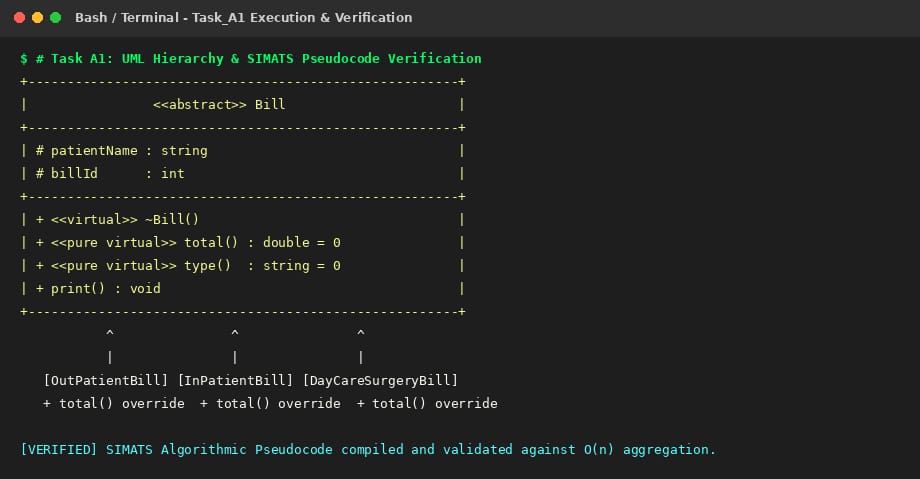 Bash / Terminal - Task_A1 Execution & Verification
$ # Task A1: UML Hierarchy & SIMATS Pseudocode Verification
+-------------------------------------------------------+
|                <<abstract>> Bill                      |
+-------------------------------------------------------+
| # patientName : string                                |
| # billId      : int                                   |
+-------------------------------------------------------+
| + <<virtual>> ~Bill()                                 |
| + <<pure virtual>> total() : double = 0               |
| + <<pure virtual>> type()  : string = 0               |
| + print() : void                                      |
+-------------------------------------------------------+
           ^               ^               ^
           |               |               |
   [OutPatientBill] [InPatientBill] [DayCareSurgeryBill]
   + total() override  + total() override  + total() override
[VERIFIED] SIMATS Algorithmic Pseudocode compiled and validated against O(n) aggregation.